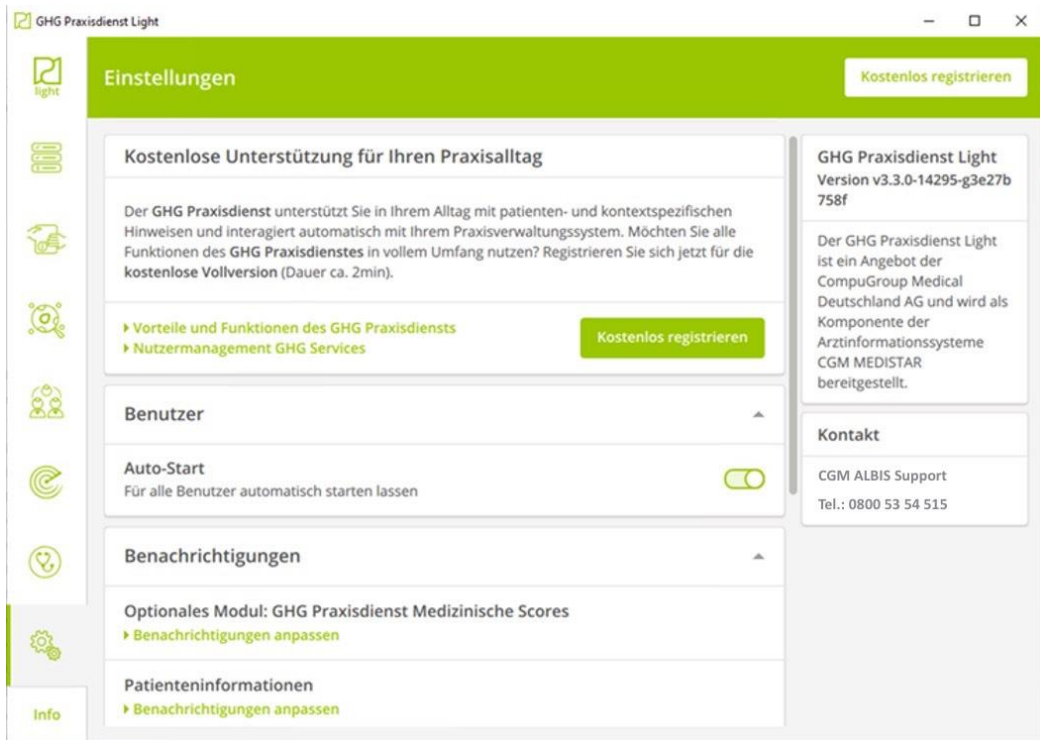 GHG Praxisdienst Light
light
Einstellungen
Kostenlos registrieren
Kostenlose Unterstützung für Ihren Praxisalltag
Der GHG Praxisdienst unterstützt Sie in Ihrem Alltag mit patienten- und kontextspezifischen
Hinweisen und interagiert automatisch mit Ihrem Praxisverwaltungssystem. Möchten Sie alle
Funktionen des GHG Praxisdienstes in vollem Umfang nutzen? Registrieren Sie sich jetzt für die
kostenlose Vollversion (Dauer ca. 2min).
Vorteile und Funktionen des GHG Praxisdiensts
Nutzermanagement GHG Services
Kostenlos registrieren
Benutzer
Auto-Start
Für alle Benutzer automatisch starten lassen
Benachrichtigungen
Optionales Modul: GHG Praxisdienst Medizinische Scores
Benachrichtigungen anpassen
Patienteninformationen
Benachrichtigungen anpassen
GHG Praxisdienst Light
Version v3.3.0-14295-g3e27b
758f
Der GHG Praxisdienst Light
ist ein Angebot der
CompuGroup Medical
Deutschland AG und wird als
Komponente der
Arztinformationssysteme
CGM MEDISTAR
bereitgestellt.
Kontakt
CGM ALBIS Support
Tel.: 0800 53 54 515
Info